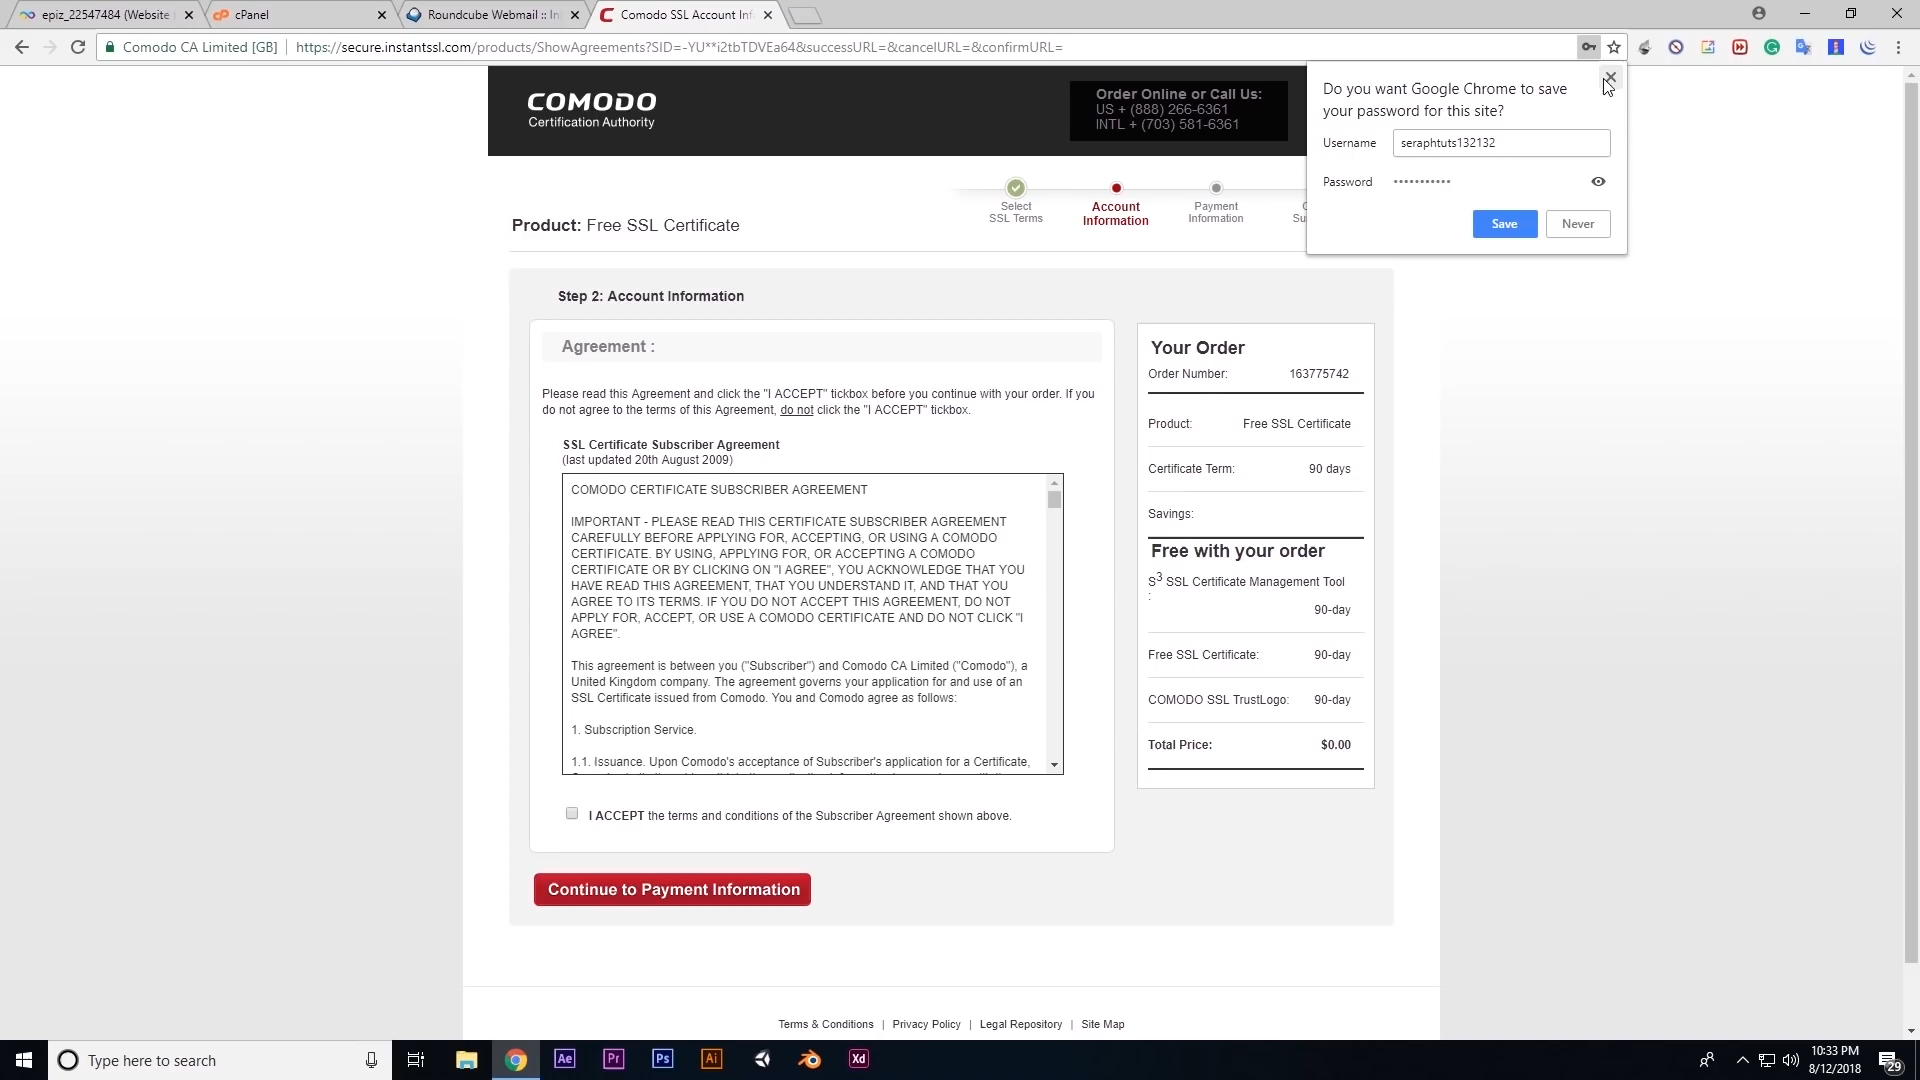 epiz_22547484 (Website
cPanel
Roundcube Webmail :: In
Comodo SSL Account Inf
Comodo CA Limited [GB]
https://secure.instantssl.com/products/ShowAgreements?SID=-YU**i2tbTDVEa64&successURL=&cancelURL=&confirmURL=
COMODO
Certification Authority
Order Online or Call Us:
US + (888) 266-6361
INTL + (703) 581-6361
Do you want Google Chrome to save
your password for this site?
Username
seraphtuts132132
Password
•••••••••••
Save
Never
Product: Free SSL Certificate
Select
SSL Terms
Account
Information
Payment
Information
C
Su
Step 2: Account Information
Agreement :
Please read this Agreement and click the "I ACCEPT" tickbox before you continue with your order. If you
do not agree to the terms of this Agreement, do not click the "I ACCEPT" tickbox.
SSL Certificate Subscriber Agreement
(last updated 20th August 2009)
COMODO CERTIFICATE SUBSCRIBER AGREEMENT
IMPORTANT - PLEASE READ THIS CERTIFICATE SUBSCRIBER AGREEMENT
CAREFULLY BEFORE APPLYING FOR, ACCEPTING, OR USING A COMODO
CERTIFICATE. BY USING, APPLYING FOR, OR ACCEPTING A COMODO
CERTIFICATE OR BY CLICKING ON "I AGREE", YOU ACKNOWLEDGE THAT YOU
HAVE READ THIS AGREEMENT, THAT YOU UNDERSTAND IT, AND THAT YOU
AGREE TO ITS TERMS. IF YOU DO NOT ACCEPT THIS AGREEMENT, DO NOT
APPLY FOR, ACCEPT, OR USE A COMODO CERTIFICATE AND DO NOT CLICK "I
AGREE".
This agreement is between you ("Subscriber") and Comodo CA Limited ("Comodo"), a
United Kingdom company. The agreement governs your application for and use of an
SSL Certificate issued from Comodo. You and Comodo agree as follows:
1. Subscription Service.
1.1. Issuance. Upon Comodo's acceptance of Subscriber's application for a Certificate,
I ACCEPT the terms and conditions of the Subscriber Agreement shown above.
Continue to Payment Information
Your Order
Order Number: 163775742
Product: Free SSL Certificate
Certificate Term: 90 days
Savings:
Free with your order
S3 SSL Certificate Management Tool
:
90-day
Free SSL Certificate: 90-day
COMODO SSL TrustLogo: 90-day
Total Price: $0.00
Terms & Conditions | Privacy Policy | Legal Repository | Site Map
Type here to search
Ae
Pr
Ps
Ai
Xd
10:33 PM
8/12/2018
29